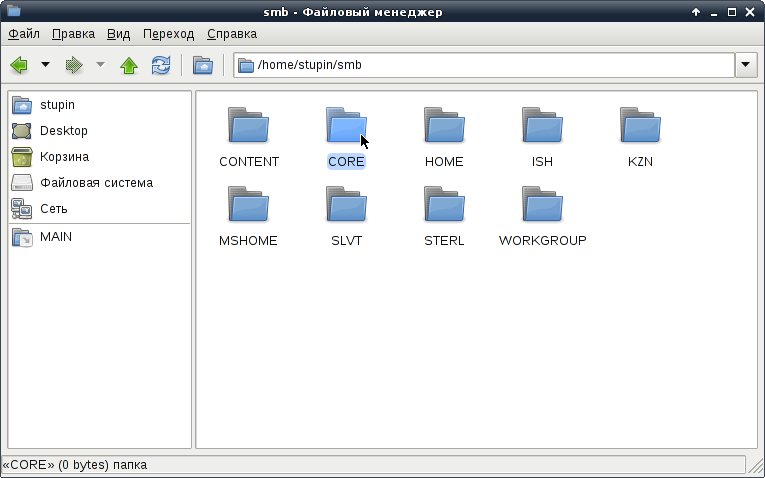 smb - Файловый менеджер
Файл Правка Вид Переход Справка
/home/stupin/smb
stupin
Desktop
Корзина
Файловая система
Сеть
MAIN
CONTENT CORE HOME ISH KZN
MSHOME SLVT STERL WORKGROUP
«CORE» (0 bytes) папка